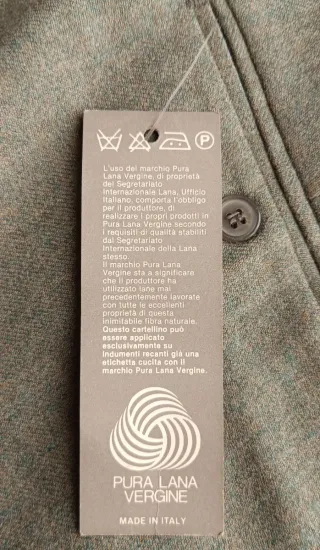 P
L'uso del marchio Pura
Lana Vergine, di proprietà
del Segretariato
Internazionale Lana, Ufficio
Italiano, comporta l'obbligo
per il produttore, di
realizzare i propri prodotti in
Pura Lana Vergine secondo
i requisiti di qualità stabiliti
dal Segretariato
Internazionale della Lana
stesso.
Il marchio Pura Lana
Vergine sta a significare
che il produttore ha
utilizzato lane mai
precedentemente lavorate
con tutte le eccellenti
proprietà di questa
inimitabile fibra naturale.
Questo cartellino può
essere applicato
esclusivamente su
indumenti recanti già una
etichetta cucita con il
marchio Pura Lana Vergine.
PURA LANA
VERGINE
MADE IN ITALY